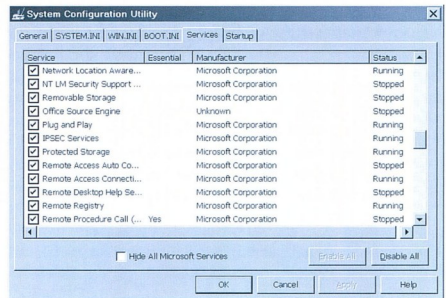 System Configuration Utility
General SYSTEM.INI WIN.INI BOOT.INI Services Startup
Service Essential Manufacturer Status
Network Location Aware... Microsoft Corporation Running
NT LM Security Support ... Microsoft Corporation Stopped
Removable Storage Microsoft Corporation Stopped
Office Source Engine Unknown Stopped
Plug and Play Microsoft Corporation Running
IPSEC Services Microsoft Corporation Running
Protected Storage Microsoft Corporation Running
Remote Access Auto Co... Microsoft Corporation Stopped
Remote Access Connecti... Microsoft Corporation Running
Remote Desktop Help Se... Microsoft Corporation Stopped
Remote Registry Microsoft Corporation Running
Remote Procedure Call (... Yes Microsoft Corporation Stopped
Hide All Microsoft Services Enable All Disable All
OK Cancel Apply Help